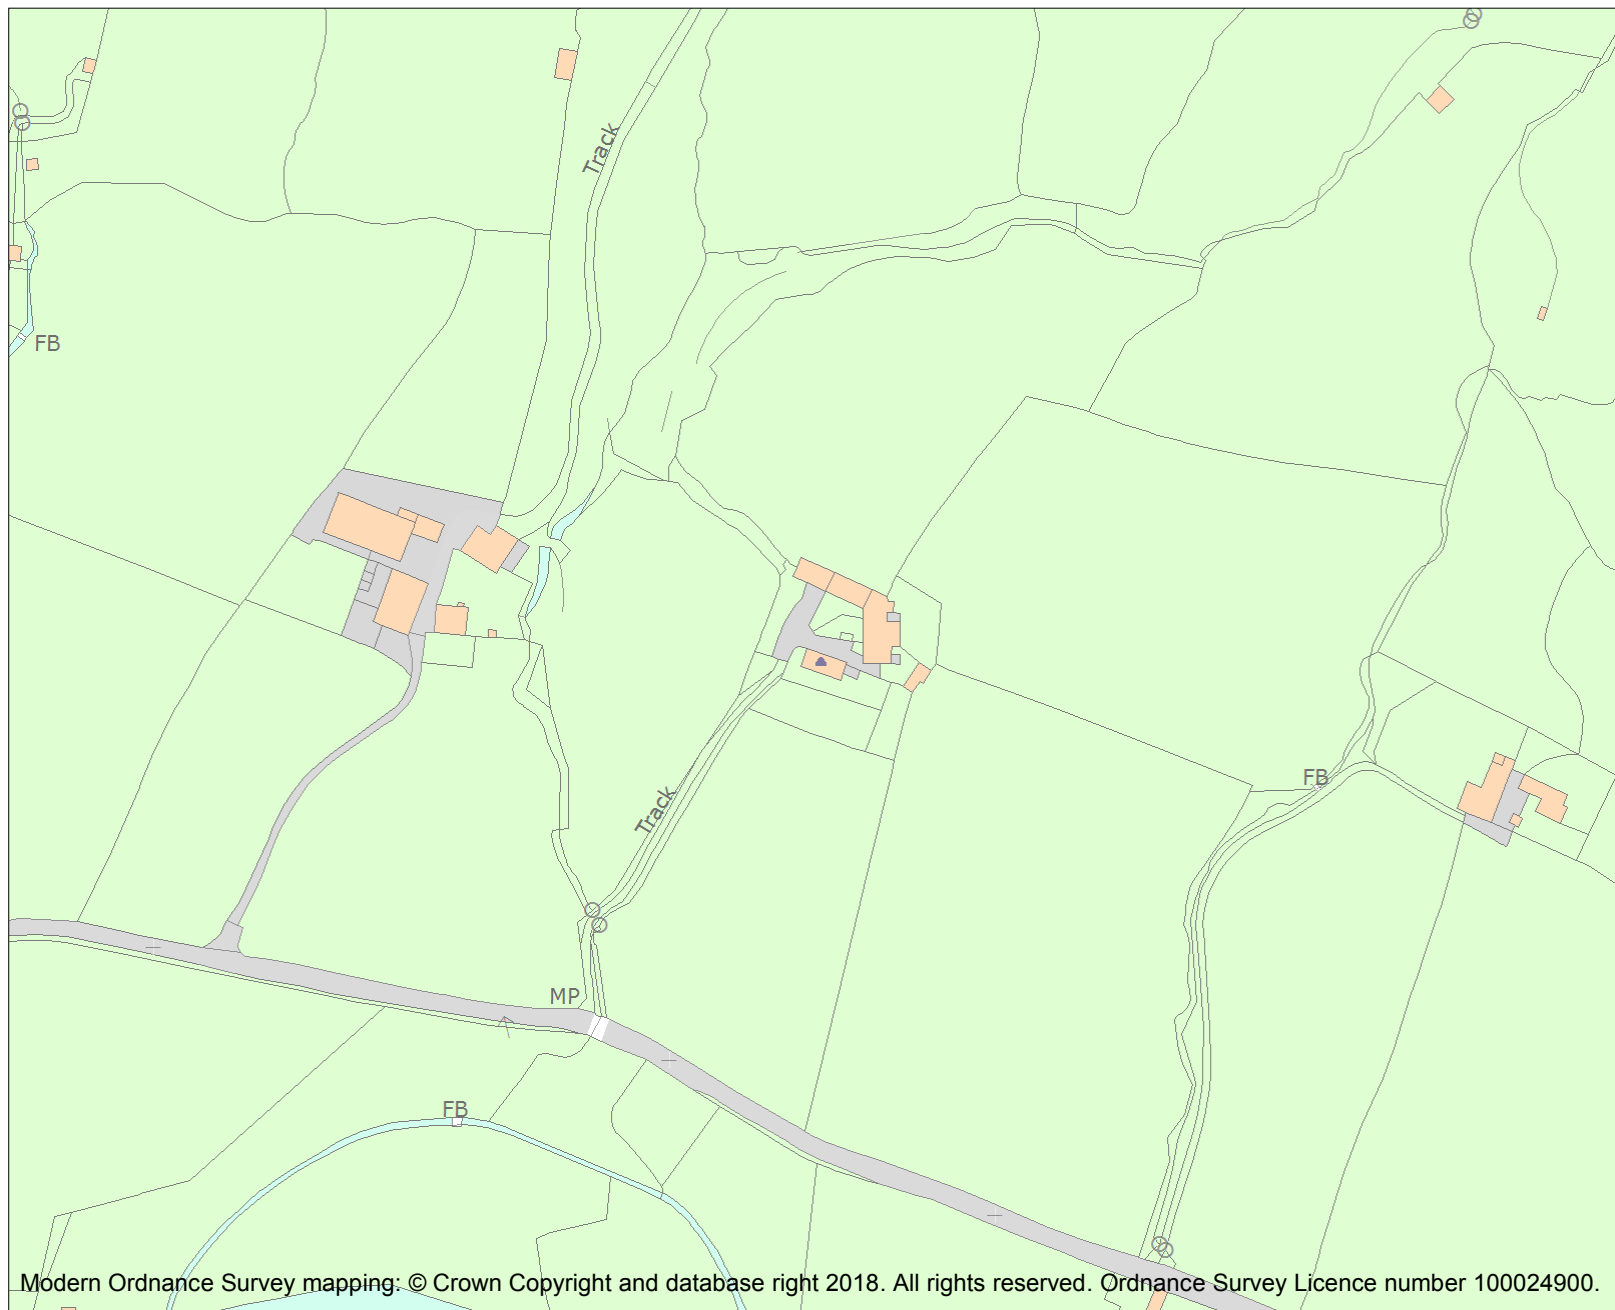 Track
FB
FB
Track
MP
FB
Modern Ordnance Survey mapping: © Crown Copyright and database right 2018. All rights reserved. Ordnance Survey Licence number 100024900.